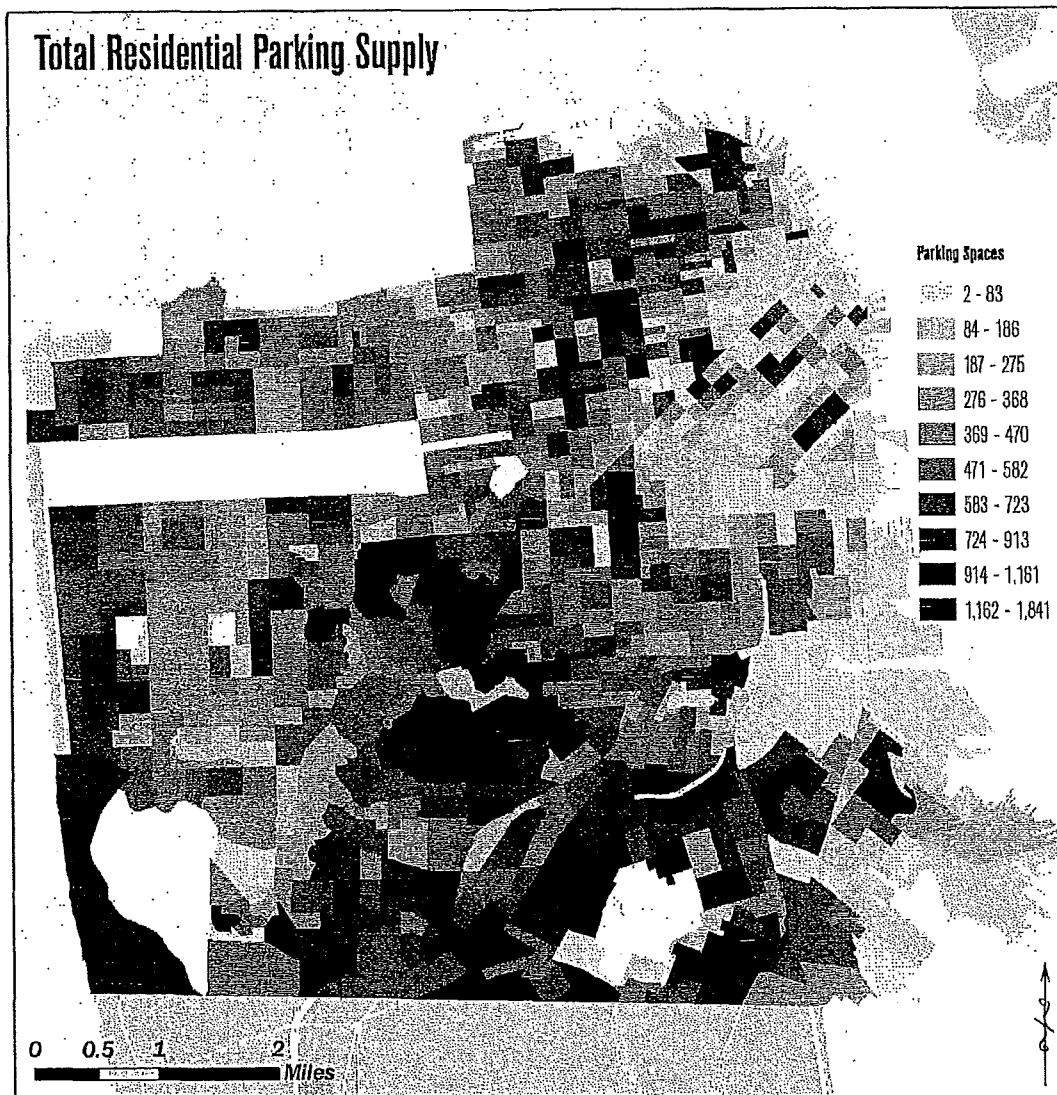 Total Residential Parking Supply
Parking Spaces
2 - 83
84 - 186
187 - 275
276 - 368
369 - 470
471 - 582
583 - 723
724 - 913
914 - 1,161
1,162 - 1,841
0 0.5 1 2
Miles